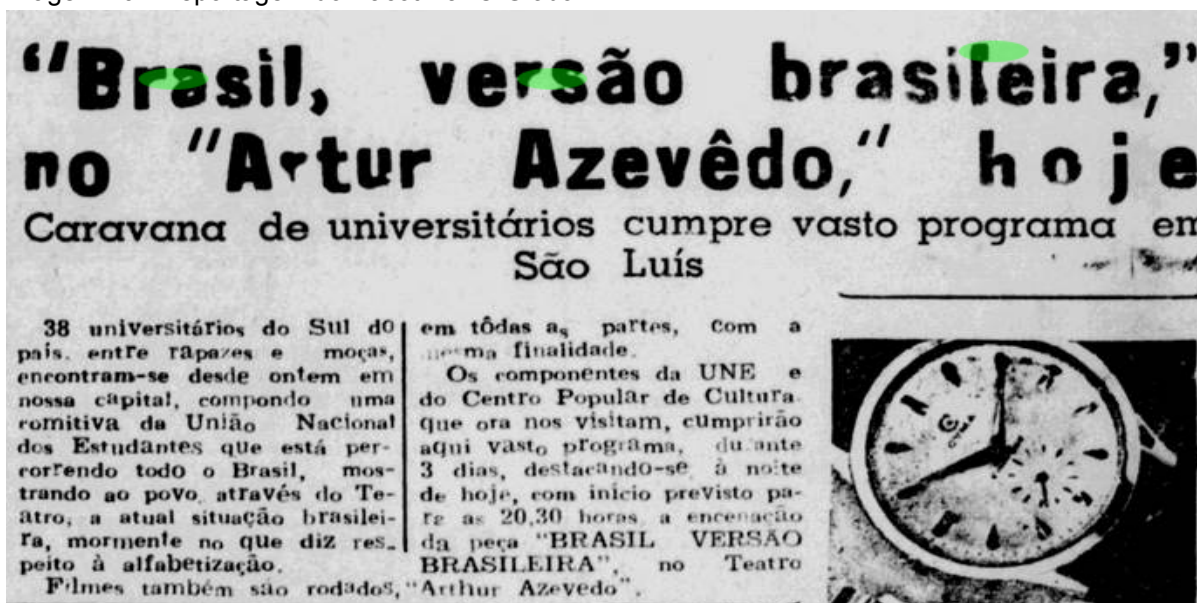 "Brasil, versão brasileira,"
no "Artur Azevêdo," hoje
Caravana de universitários cumpre vasto programa em
São Luís
38 universitários do Sul do
país, entre rapazes e moças,
encontram-se desde ontem em
nossa capital, compondo uma
comitiva da União Nacional
dos Estudantes que está per-
correndo todo o Brasil, mos-
trando ao povo, através do Te-
atro, a atual situação brasilei-
ra, mormente no que diz res-
peito à alfabetização.
Filmes também são rodados,
em tôdas as partes, com a
mesma finalidade.
Os componentes da UNE e
do Centro Popular de Cultura
que ora nos visitam, cumprirão
aqui vasto programa, durante
3 dias, destacando-se à noite
de hoje, com início previsto pa-
ra as 20,30 horas, a encenação
da peça "BRASIL VERSÃO
BRASILEIRA", no Teatro
"Arthur Azevedo".